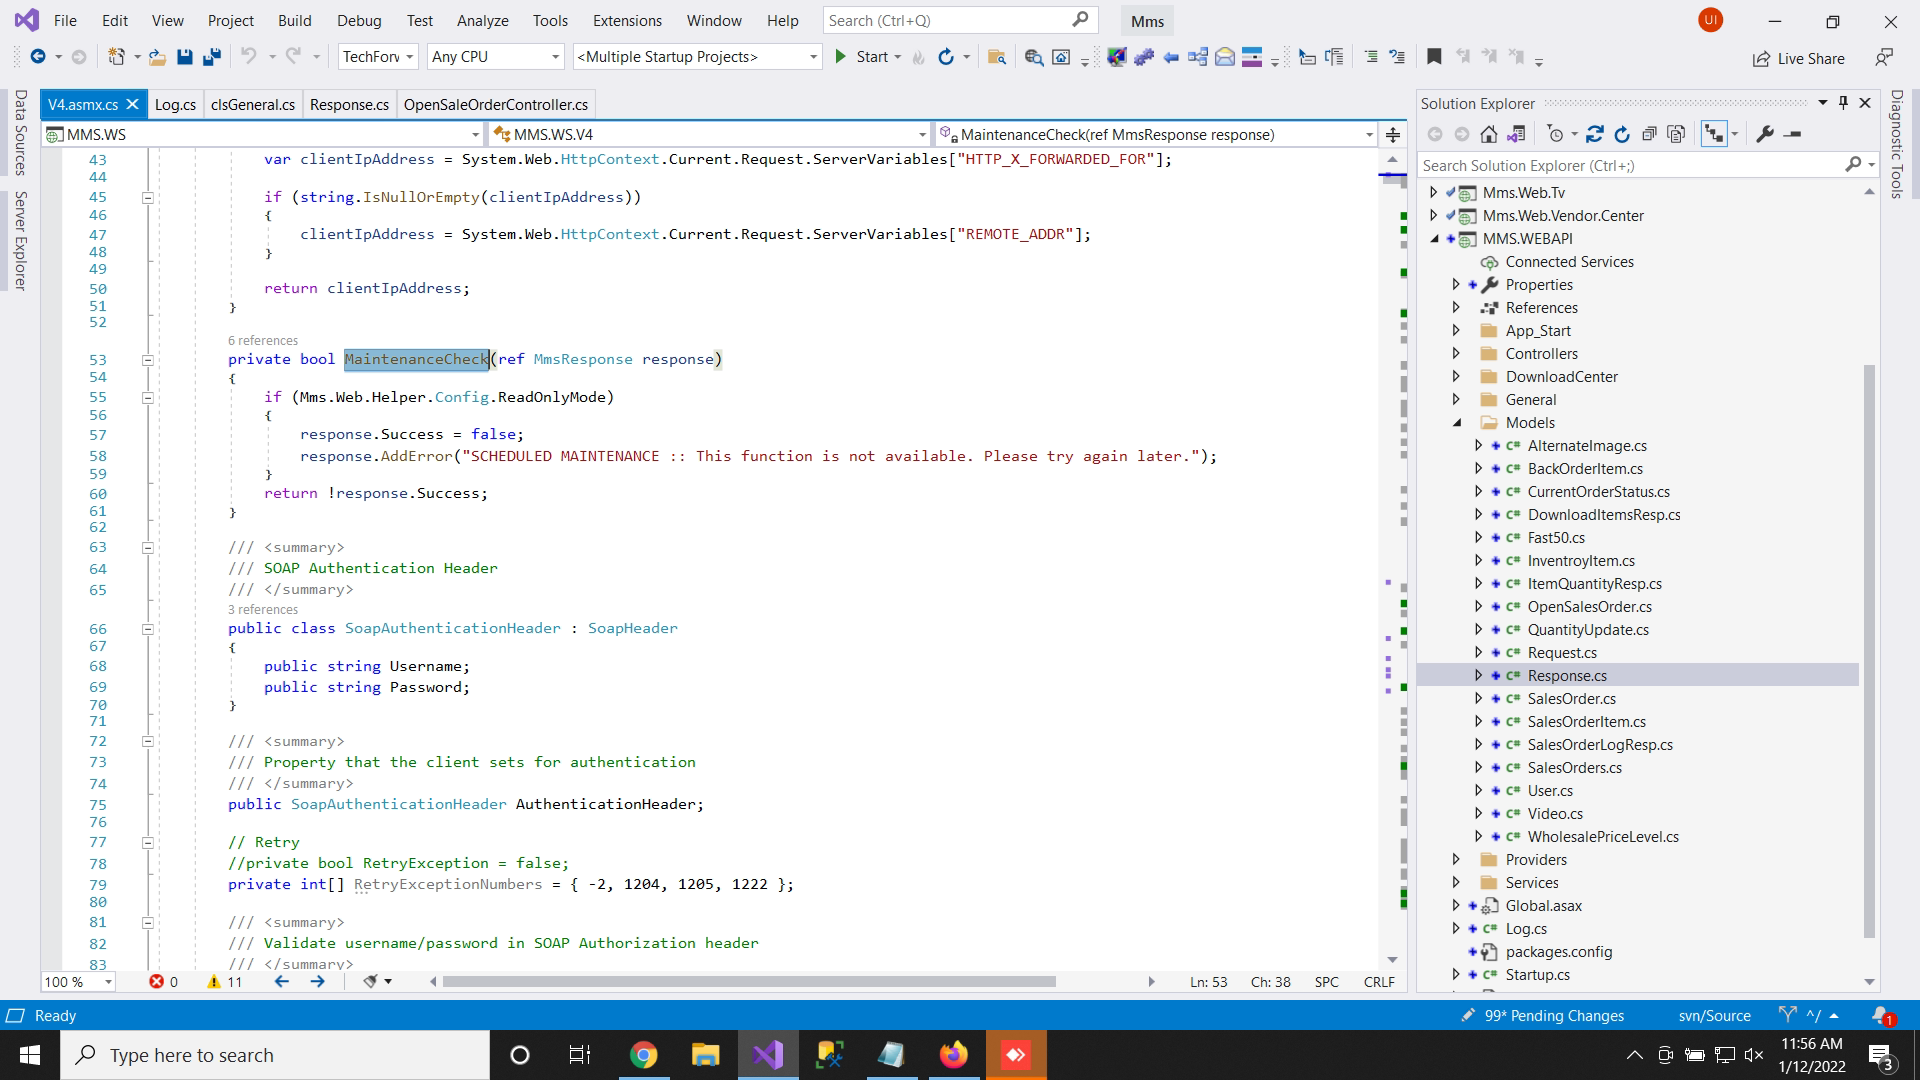 File Edit View Project Build Debug Test Analyze Tools Extensions Window Help Search (Ctrl+Q) Mms UI
TechForv Any CPU <Multiple Startup Projects> Start Live Share
Data Sources
Server Explorer
V4.asmx.cs Log.cs clsGeneral.cs Response.cs OpenSaleOrderController.cs
MMS.WS MMS.WS.V4 MaintenanceCheck(ref MmsResponse response)
43 var clientIpAddress = System.Web.HttpContext.Current.Request.ServerVariables["HTTP_X_FORWARDED_FOR"];
44
45 if (string.IsNullOrEmpty(clientIpAddress))
46 {
47 clientIpAddress = System.Web.HttpContext.Current.Request.ServerVariables["REMOTE_ADDR"];
48 }
49
50 return clientIpAddress;
51 }
52
6 references
53 private bool MaintenanceCheck(ref MmsResponse response)
54 {
55 if (Mms.Web.Helper.Config.ReadOnlyMode)
56 {
57 response.Success = false;
58 response.AddError("SCHEDULED MAINTENANCE :: This function is not available. Please try again later.");
59 }
60 return !response.Success;
61 }
62
63 /// <summary>
64 /// SOAP Authentication Header
65 /// </summary>
3 references
66 public class SoapAuthenticationHeader : SoapHeader
67 {
68 public string Username;
69 public string Password;
70 }
71
72 /// <summary>
73 /// Property that the client sets for authentication
74 /// </summary>
75 public SoapAuthenticationHeader AuthenticationHeader;
76
77 // Retry
78 //private bool RetryException = false;
79 private int[] RetryExceptionNumbers = { -2, 1204, 1205, 1222 };
80
81 /// <summary>
82 /// Validate username/password in SOAP Authorization header
83 /// </summary>
100 % 0 11 Ln: 53 Ch: 38 SPC CRLF
Solution Explorer
Search Solution Explorer (Ctrl+;)
Mms.Web.Tv
Mms.Web.Vendor.Center
MMS.WEBAPI
Connected Services
Properties
References
App_Start
Controllers
DownloadCenter
General
Models
C# AlternateImage.cs
C# BackOrderItem.cs
C# CurrentOrderStatus.cs
C# DownloadItemsResp.cs
C# Fast50.cs
C# InventroyItem.cs
C# ItemQuantityResp.cs
C# OpenSalesOrder.cs
C# QuantityUpdate.cs
C# Request.cs
C# Response.cs
C# SalesOrder.cs
C# SalesOrderItem.cs
C# SalesOrderLogResp.cs
C# SalesOrders.cs
C# User.cs
C# Video.cs
C# WholesalePriceLevel.cs
Providers
Services
Global.asax
C# Log.cs
packages.config
C# Startup.cs
Diagnostic Tools
Ready 99* Pending Changes svn/Source ^/ 1
Type here to search
11:56 AM
1/12/2022
3